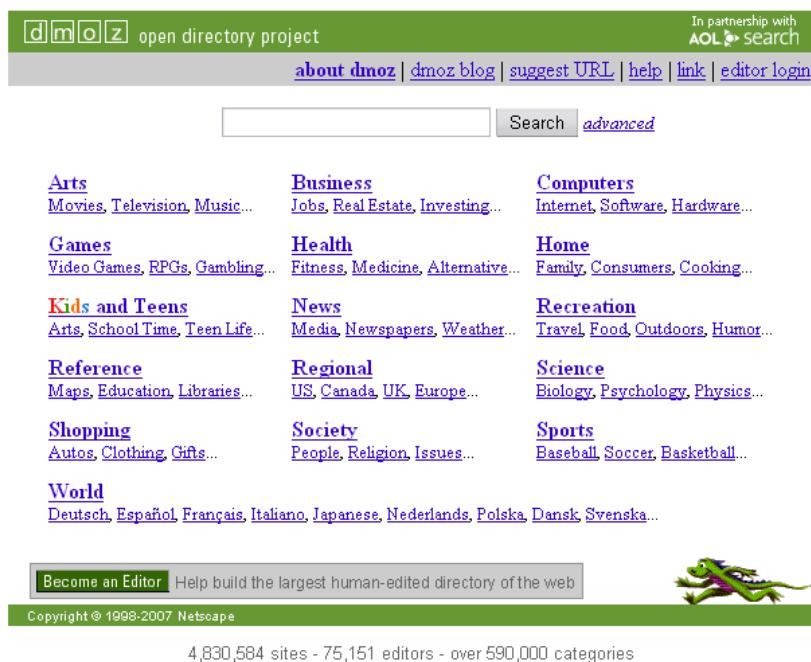 dmoz open directory project
In partnership with
AOL search
about dmoz | dmoz blog | suggest URL | help | link | editor login
Search advanced
Arts
Movies, Television, Music...
Business
Jobs, Real Estate, Investing...
Computers
Internet, Software, Hardware...
Games
Video Games, RPGs, Gambling...
Health
Fitness, Medicine, Alternative...
Home
Family, Consumers, Cooking...
Kids and Teens
Arts, School Time, Teen Life...
News
Media, Newspapers, Weather...
Recreation
Travel, Food, Outdoors, Humor...
Reference
Maps, Education, Libraries...
Regional
US, Canada, UK, Europe...
Science
Biology, Psychology, Physics...
Shopping
Autos, Clothing, Gifts...
Society
People, Religion, Issues...
Sports
Baseball, Soccer, Basketball...
World
Deutsch, Español, Français, Italiano, Japanese, Nederlands, Polska, Dansk, Svenska...
Become an Editor Help build the largest human-edited directory of the web
Copyright © 1998-2007 Netscape
4,830,584 sites - 75,151 editors - over 590,000 categories